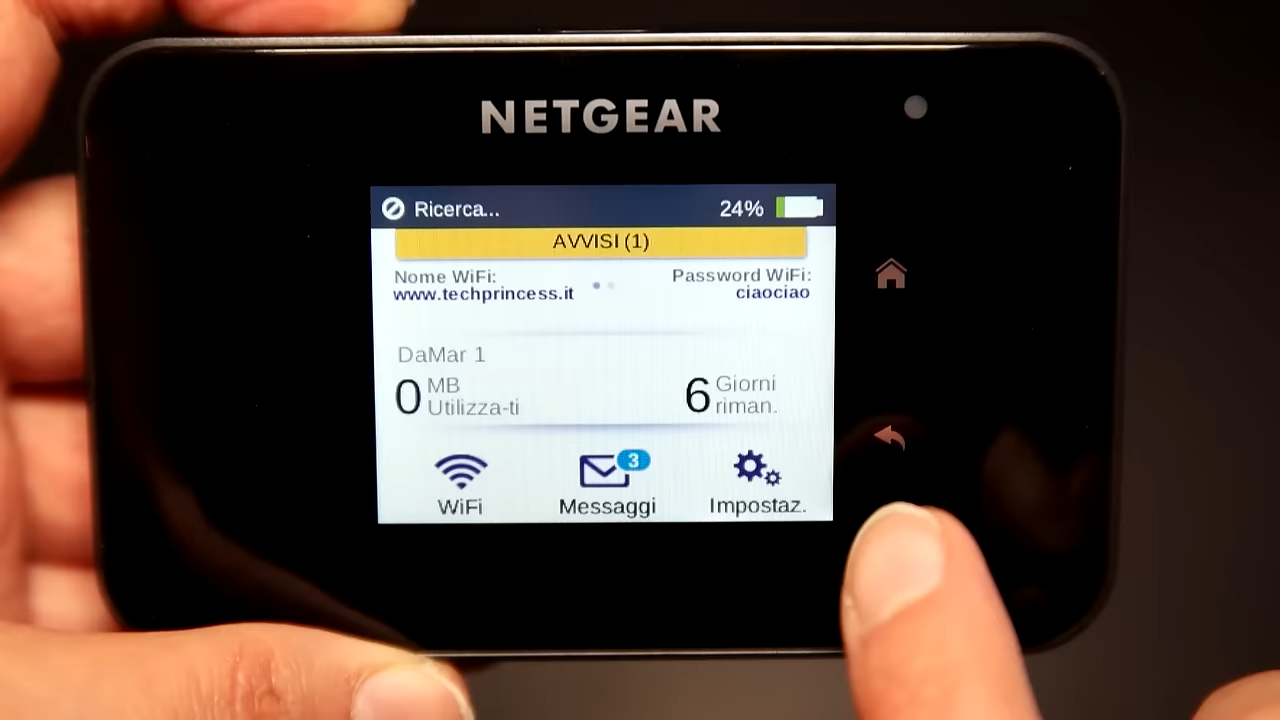 NETGEAR
Ricerca... 24%
AVVISI (1)
Nome WiFi: Password WiFi:
www.techprincess.it ciaociao
DaMar 1
0 MB Utilizza-ti 6 Giorni riman.
3
WiFi Messaggi Impostaz.